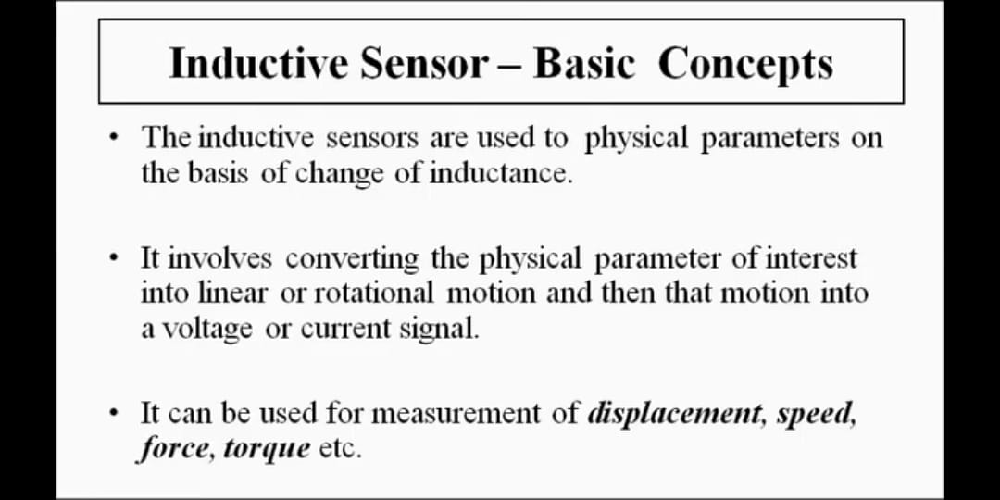 Inductive Sensor – Basic Concepts
• The inductive sensors are used to physical parameters on
the basis of change of inductance.
• It involves converting the physical parameter of interest
into linear or rotational motion and then that motion into
a voltage or current signal.
• It can be used for measurement of displacement, speed,
force, torque etc.